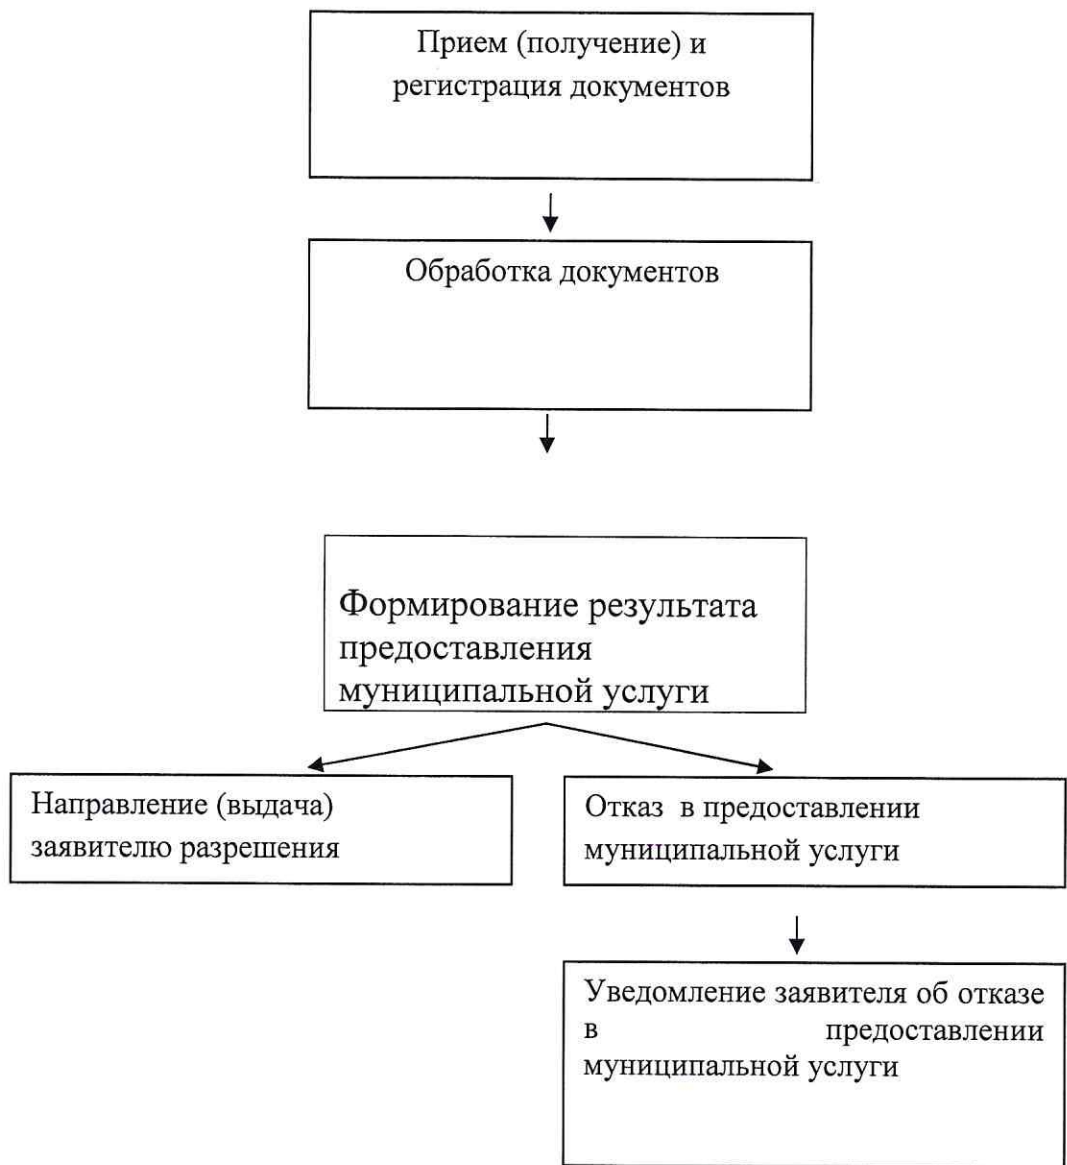 Прием (получение) и
регистрация документов
Обработка документов
Формирование результата
предоставления
муниципальной услуги
Направление (выдача)
заявителю разрешения
Отказ в предоставлении
муниципальной услуги
Уведомление заявителя об отказе
в предоставлении
муниципальной услуги